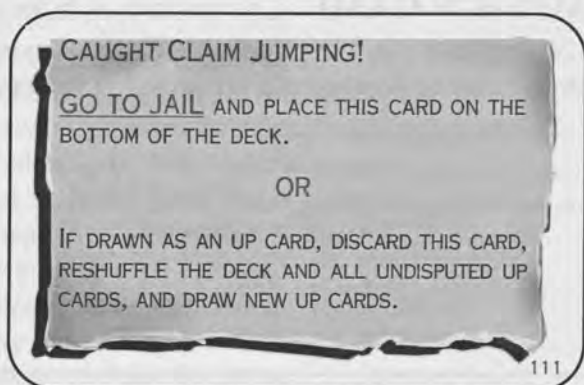 CAUGHT CLAIM JUMPING!
GO TO JAIL AND PLACE THIS CARD ON THE
BOTTOM OF THE DECK.
OR
IF DRAWN AS AN UP CARD, DISCARD THIS CARD,
RESHUFFLE THE DECK AND ALL UNDISPUTED UP
CARDS, AND DRAW NEW UP CARDS.
111